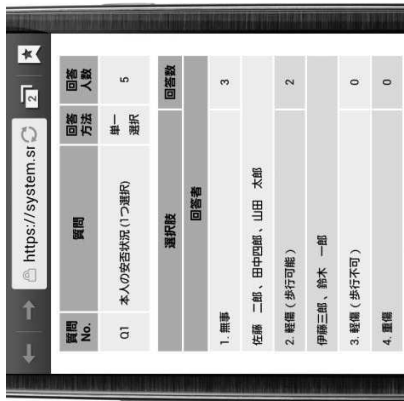 https://system.sr
2
質問No. 質問 回答方法 回答人数
Q1 本人の安否状況(1つ選択) 単一選択 5
選択肢 回答数
回答者
1. 無事 3
佐藤 二郎、田中四郎、山田 太郎
2. 軽傷(歩行可能) 2
伊藤三郎、鈴木 一郎
3. 軽傷(歩行不可) 0
4. 重傷 0